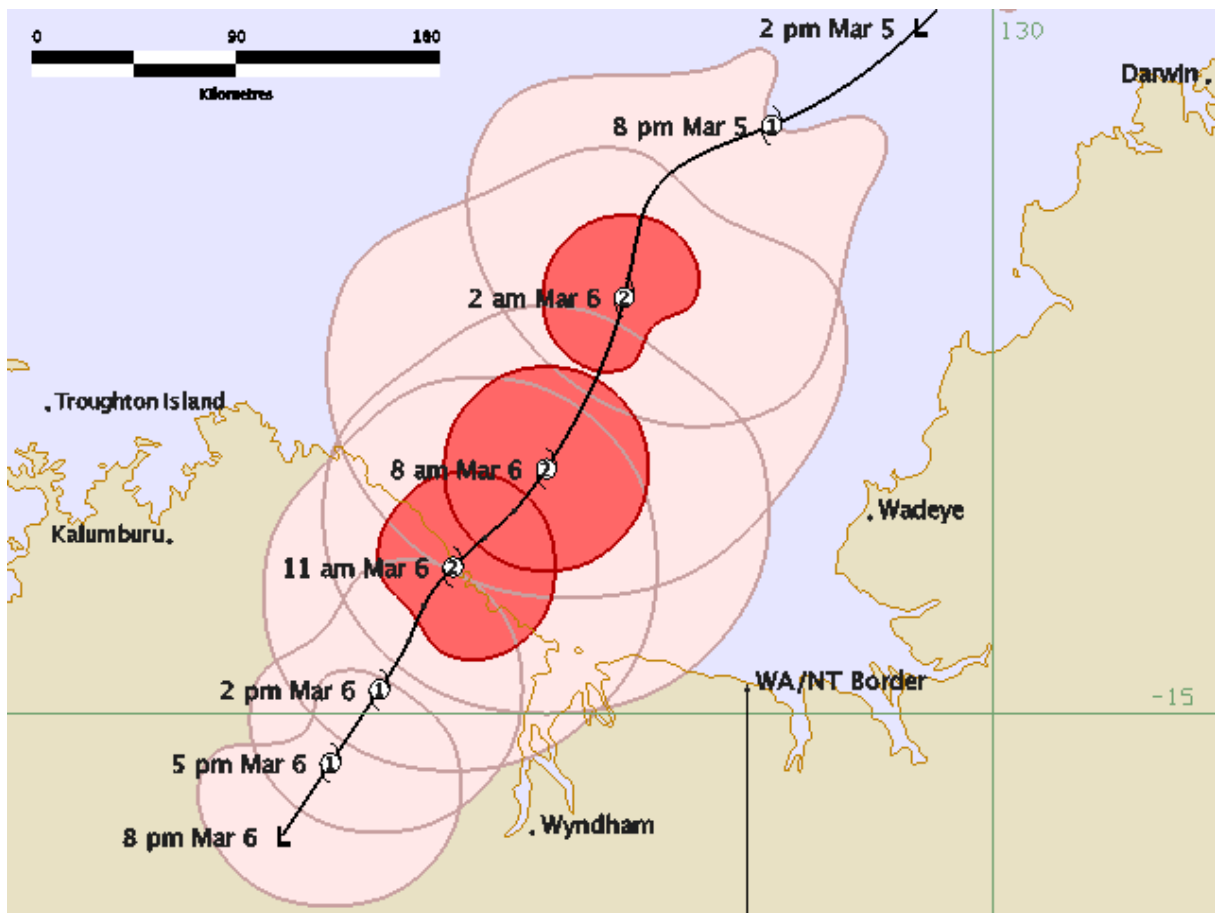 0 90 180
Kilometres
2 pm Mar 5 L
130
Darwin
8 pm Mar 5 1
2 am Mar 6 2
Troughton Island
8 am Mar 6 2
Wadeye
Kalumburu
11 am Mar 6 2
2 pm Mar 6 1
WA/NT Border
-15
5 pm Mar 6 1
Wyndham
8 pm Mar 6 L